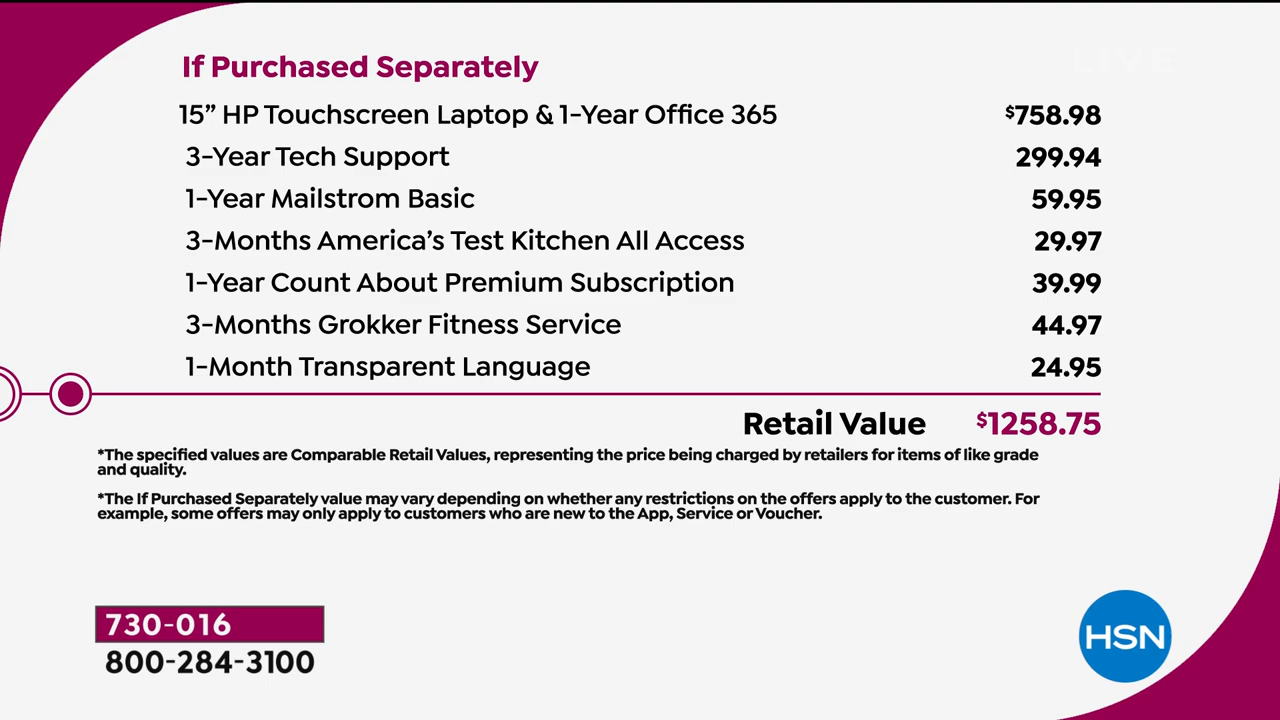 LIVE
If Purchased Separately
15” HP Touchscreen Laptop & 1-Year Office 365 $758.98
3-Year Tech Support 299.94
1-Year Mailstrom Basic 59.95
3-Months America’s Test Kitchen All Access 29.97
1-Year Count About Premium Subscription 39.99
3-Months Grokker Fitness Service 44.97
1-Month Transparent Language 24.95
Retail Value $1258.75
*The specified values are Comparable Retail Values, representing the price being charged by retailers for items of like grade
and quality.
*The If Purchased Separately value may vary depending on whether any restrictions on the offers apply to the customer. For
example, some offers may only apply to customers who are new to the App, Service or Voucher.
730-016
800-284-3100
HSN